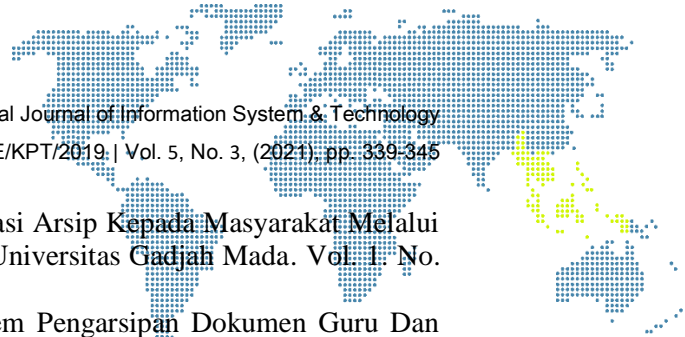 al Journal of Information System & Technology
E/KPT/2019 | Vol. 5, No. 3, (2021), pp. 339-345
asi Arsip Kepada Masyarakat Melalui
Universitas Gadjah Mada. Vol. 1. No.
em Pengarsipan Dokumen Guru Dan